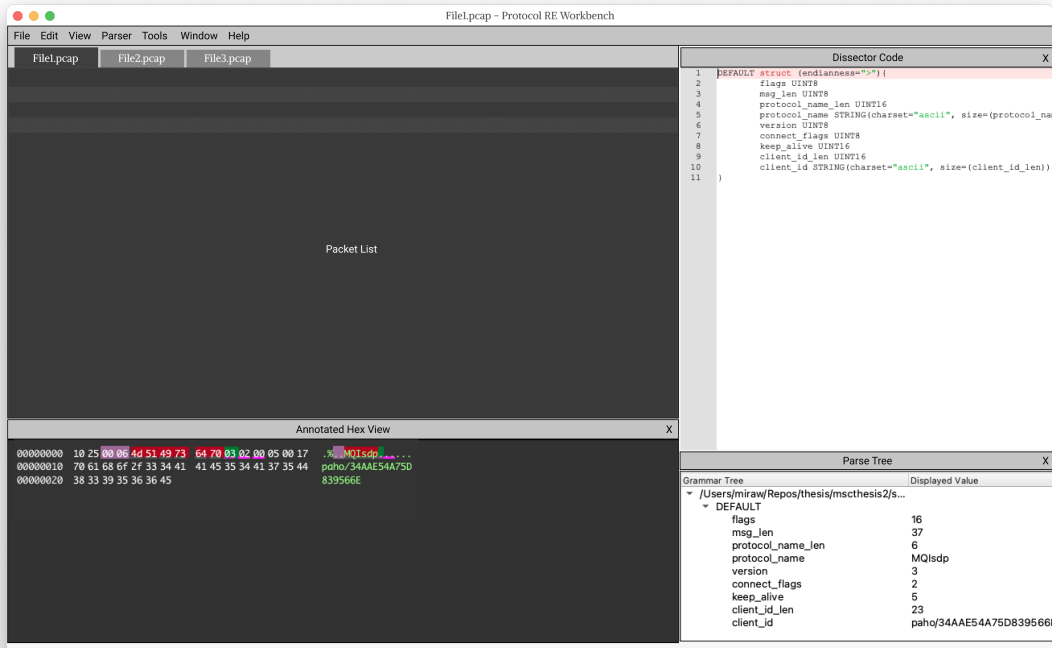 File1.pcap – Protocol RE Workbench
File Edit View Parser Tools Window Help
File1.pcap File2.pcap File3.pcap
Packet List
Annotated Hex View X
00000000 10 25 00 06 4d 51 49 73 64 70 03 02 00 05 00 17 .%..MQIsdp......
00000010 70 61 68 6f 2f 33 34 41 41 45 35 34 41 37 35 44 paho/34AAE54A75D
00000020 38 33 39 35 36 36 45 839566E
Dissector Code X
1 DEFAULT struct (endianness=">"){
2 flags UINT8
3 msg_len UINT8
4 protocol_name_len UINT16
5 protocol_name STRING(charset="ascii", size=(protocol_na
6 version UINT8
7 connect_flags UINT8
8 keep_alive UINT16
9 client_id_len UINT16
10 client_id STRING(charset="ascii", size=(client_id_len))
11 }
Parse Tree X
Grammar Tree Displayed Value
/Users/miraw/Repos/thesis/mscthesis2/s...
DEFAULT
flags 16
msg_len 37
protocol_name_len 6
protocol_name MQIsdp
version 3
connect_flags 2
keep_alive 5
client_id_len 23
client_id paho/34AAE54A75D839566